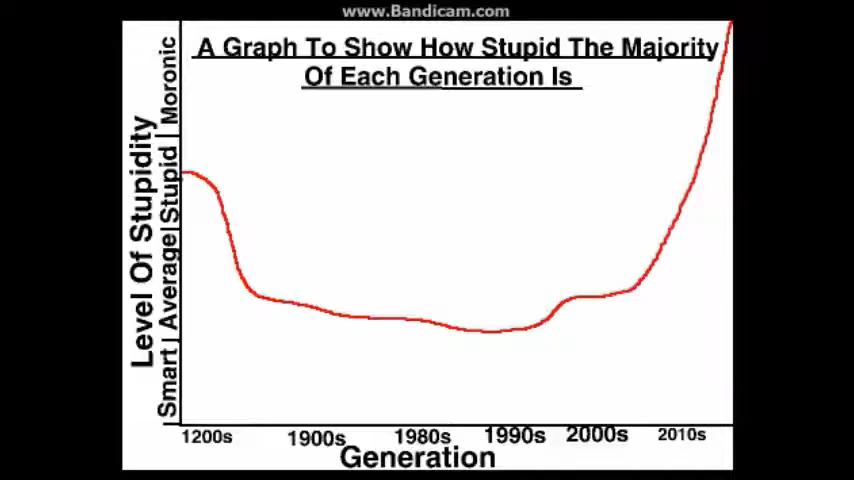 www.Bandicam.com
A Graph To Show How Stupid The Majority
Of Each Generation Is
Level Of Stupidity
Smart | Average | Stupid | Moronic
1200s 1900s 1980s 1990s 2000s 2010s
Generation